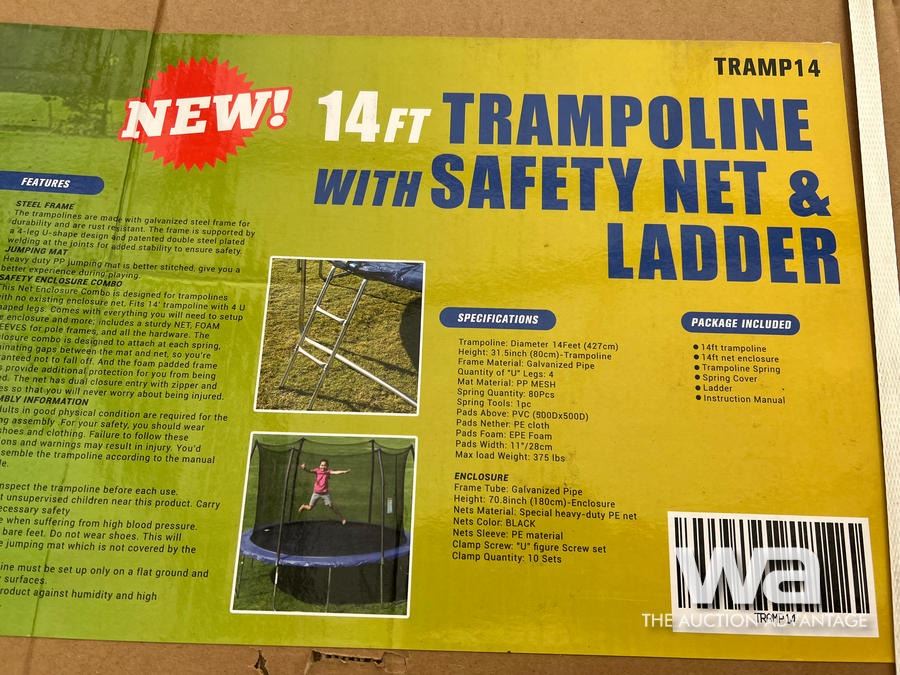 TRAMP14
NEW!
14FT TRAMPOLINE
WITH SAFETY NET &
LADDER
FEATURES
STEEL FRAME
The trampolines are made with galvanized steel frame for
durability and are rust resistant. The frame is supported by
a 4-leg U-shape design and patented double steel plated
welding at the joints for added stability to ensure safety.
JUMPING MAT
Heavy duty PP jumping mat is better stitched, give you a
better experience during playing.
SAFETY ENCLOSURE COMBO
This Net Enclosure Combo is designed for trampolines
with no existing enclosure net, Fits 14' trampoline with 4 U
haped legs. Comes with everything you will need to setup
e enclosure and more; includes a sturdy NET, FOAM
EEVES for pole frames, and all the hardware. The
losure combo is designed to attach at each spring,
inating gaps between the mat and net, so you're
ranteed not to fall off. And the foam padded frame
s provide additional protection for you from being
ed. The net has dual closure entry with zipper and
es so that you will never worry about being injured.
MBLY INFORMATION
dults in good physical condition are required for the
ng assembly .For your safety, you should wear
shoes and clothing. Failure to follow these
ions and warnings may result in injury. You'd
semble the trampoline according to the manual
le.
nspect the trampoline before each use.
t unsupervised children near this product. Carry
ecessary safety
e when suffering from high blood pressure.
bare feet. Do not wear shoes. This will
e jumping mat which is not covered by the
ine must be set up only on a flat ground and
y surfaces.
roduct against humidity and high
SPECIFICATIONS
Trampoline: Diameter 14Feet (427cm)
Height: 31.5inch (80cm)-Trampoline
Frame Material: Galvanized Pipe
Quantity of "U" Legs: 4
Mat Material: PP MESH
Spring Quantity: 80Pcs
Spring Tools: 1pc
Pads Above: PVC (500DX500D)
Pads Nether: PE cloth
Pads Foam: EPE Foam
Pads Width: 11"/28cm
Max load Weight: 375 lbs
ENCLOSURE
Frame Tube: Galvanized Pipe
Height: 70.8inch (180cm)-Enclosure
Nets Material: Special heavy-duty PE net
Nets Color: BLACK
Nets Sleeve: PE material
Clamp Screw: "U" figure Screw set
Clamp Quantity: 10 Sets
PACKAGE INCLUDED
● 14ft trampoline
● 14ft net enclosure
● Trampoline Spring
● Spring Cover
● Ladder
● Instruction Manual
TRAMP14
wa
THE AUCTION ADVANTAGE